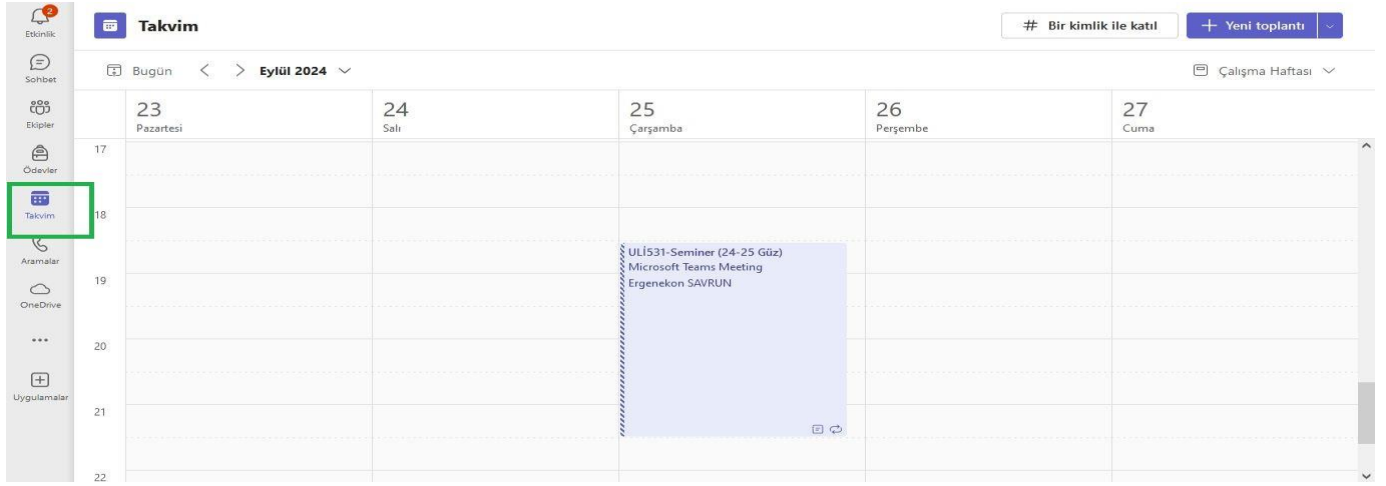 2
Etkinlik
Sohbet
Ekipler
Ödevler
Takvim
Aramalar
OneDrive
Uygulamalar
Takvim
# Bir kimlik ile katıl
+ Yeni toplantı
Bugün < > Eylül 2024
Çalışma Haftası
23 24 25 26 27
Pazartesi Salı Çarşamba Perşembe Cuma
17
18
ULİ531-Seminer (24-25 Güz)
Microsoft Teams Meeting
Ergenekon SAVRUN
19
20
21
22